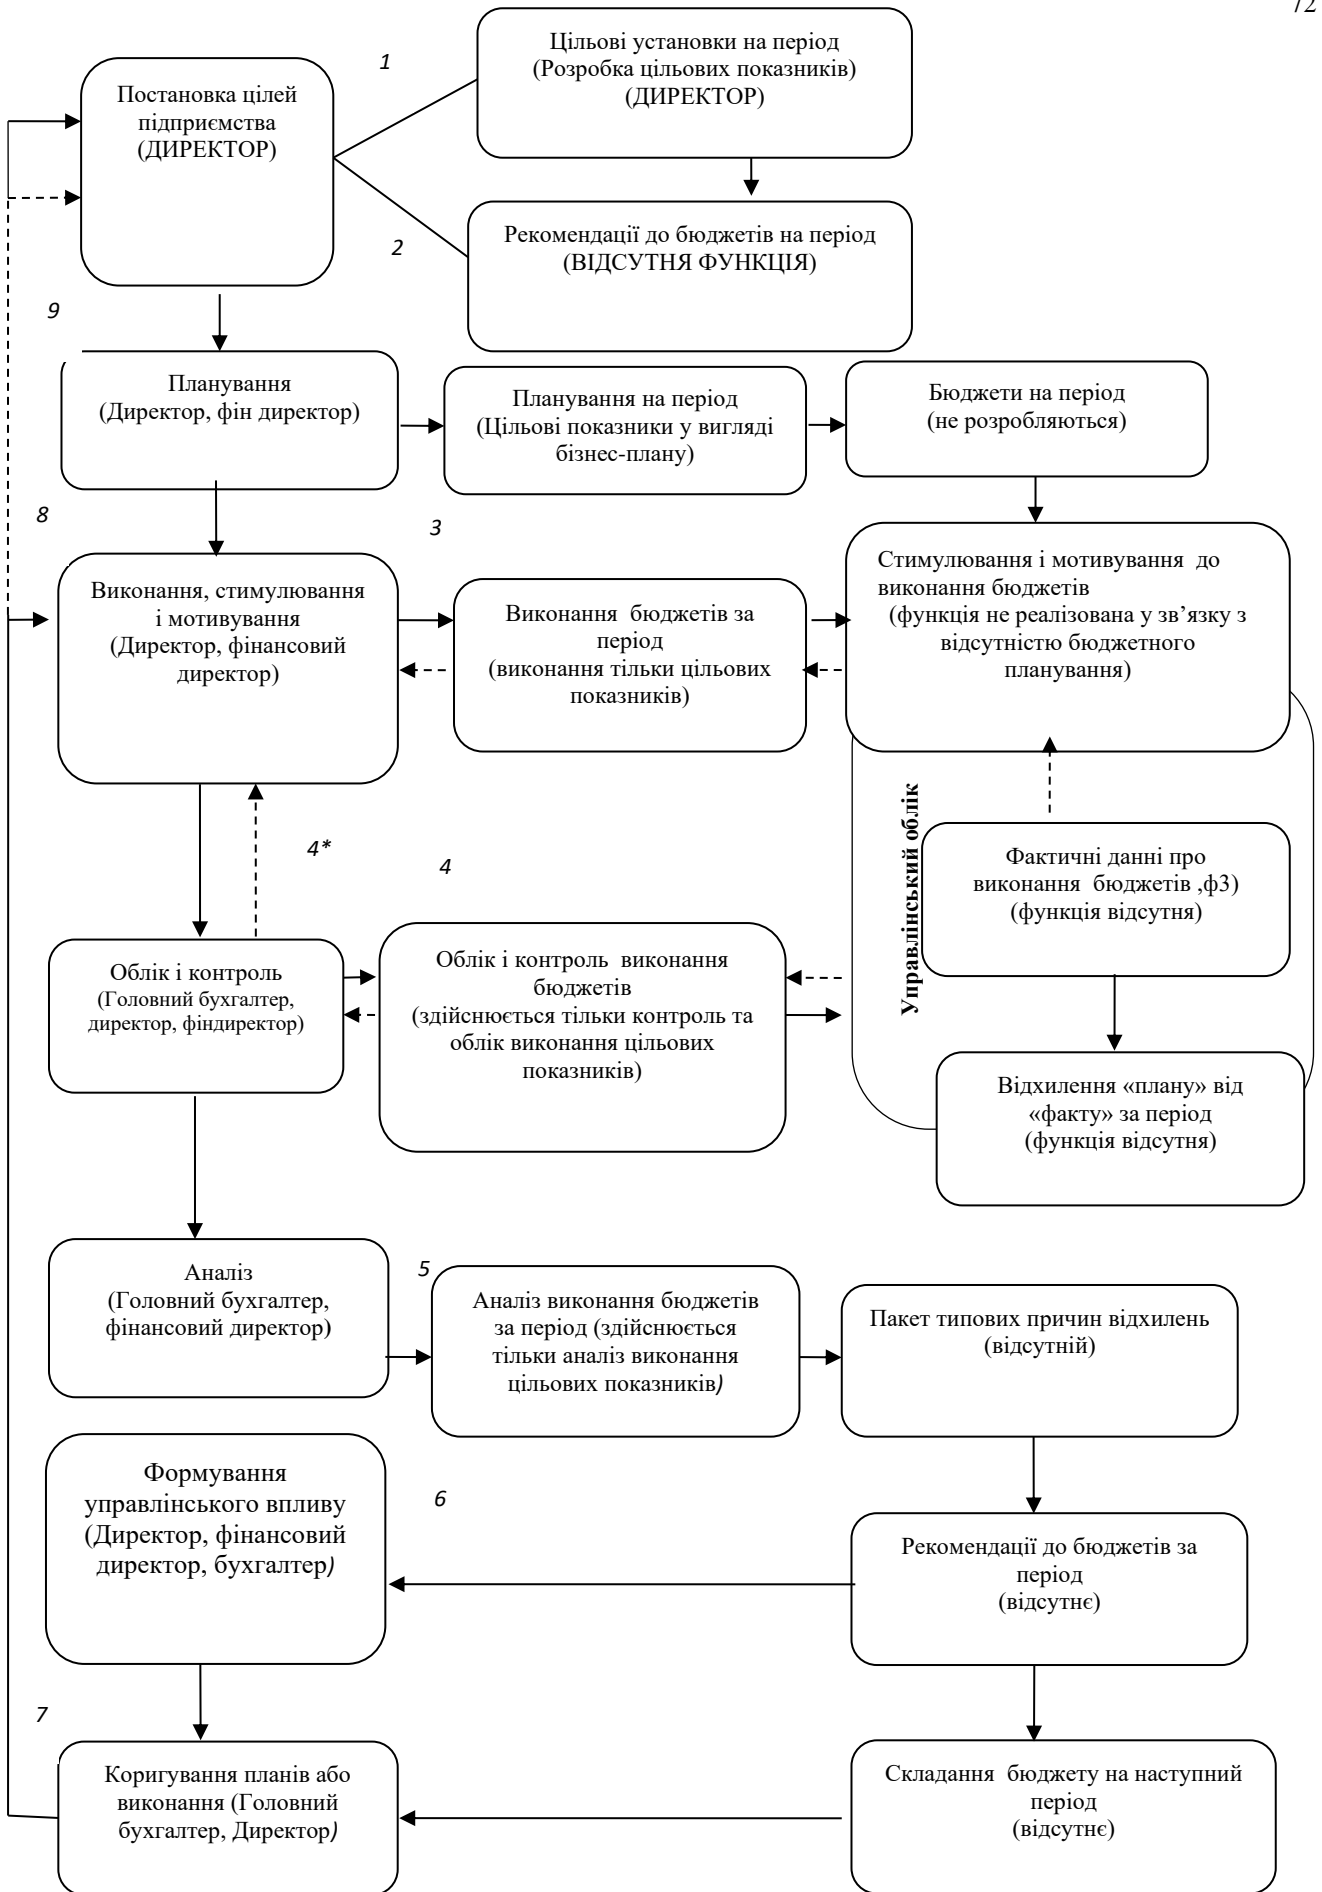 72
1
Цільові установки на період
(Розробка цільових показників)
(ДИРЕКТОР)
Постановка цілей
підприємства
(ДИРЕКТОР)
2
Рекомендації до бюджетів на період
(ВІДСУТНЯ ФУНКЦІЯ)
9
Планування
(Директор, фін директор)
Планування на період
(Цільові показники у вигляді
бізнес-плану)
Бюджети на період
(не розробляються)
8
3
Виконання, стимулювання
і мотивування
(Директор, фінансовий
директор)
Виконання бюджетів за
період
(виконання тільки цільових
показників)
Стимулювання і мотивування до
виконання бюджетів
(функція не реалізована у зв’язку з
відсутністю бюджетного
планування)
Управлінський облік
4*
4
Фактичні данні про
виконання бюджетів ,ф3)
(функція відсутня)
Облік і контроль
(Головний бухгалтер,
директор, фіндиректор)
Облік і контроль виконання
бюджетів
(здійснюється тільки контроль та
облік виконання цільових
показників)
Відхилення «плану» від
«факту» за період
(функція відсутня)
Аналіз
(Головний бухгалтер,
фінансовий директор)
5
Аналіз виконання бюджетів
за період (здійснюється
тільки аналіз виконання
цільових показників)
Пакет типових причин відхилень
(відсутній)
Формування
управлінського впливу
(Директор, фінансовий
директор, бухгалтер)
6
Рекомендації до бюджетів за
період
(відсутнє)
7
Коригування планів або
виконання (Головний
бухгалтер, Директор)
Складання бюджету на наступний
період
(відсутнє)